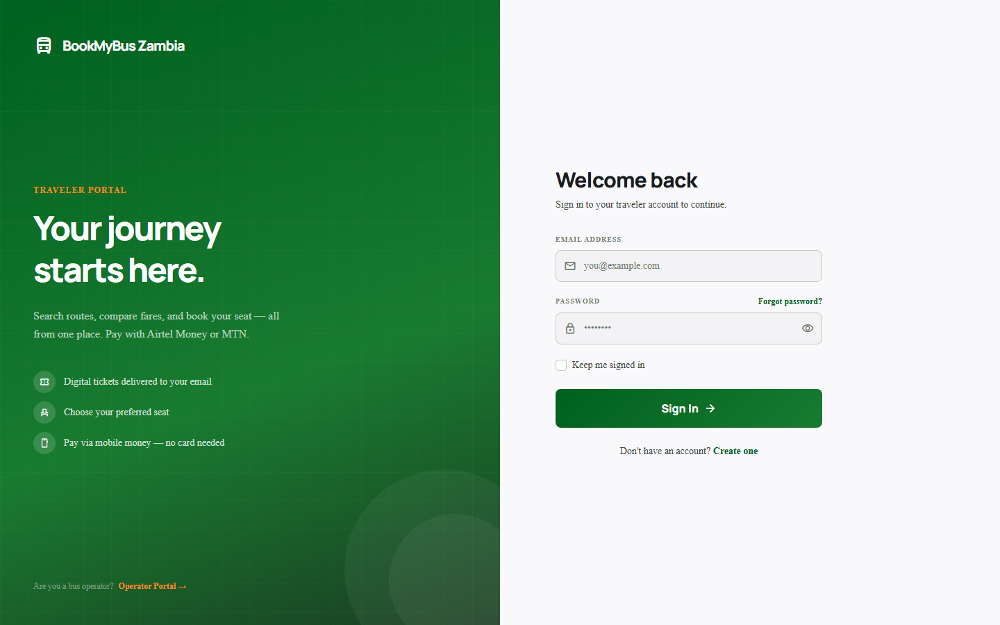 BookMyBus Zambia
TRAVELER PORTAL
Your journey
starts here.
Search routes, compare fares, and book your seat — all
from one place. Pay with Airtel Money or MTN.
Digital tickets delivered to your email
Choose your preferred seat
Pay via mobile money — no card needed
Are you a bus operator? Operator Portal →
Welcome back
Sign in to your traveler account to continue.
EMAIL ADDRESS
you@example.com
PASSWORD Forgot password?
••••••••
Keep me signed in
Sign In →
Don't have an account? Create one